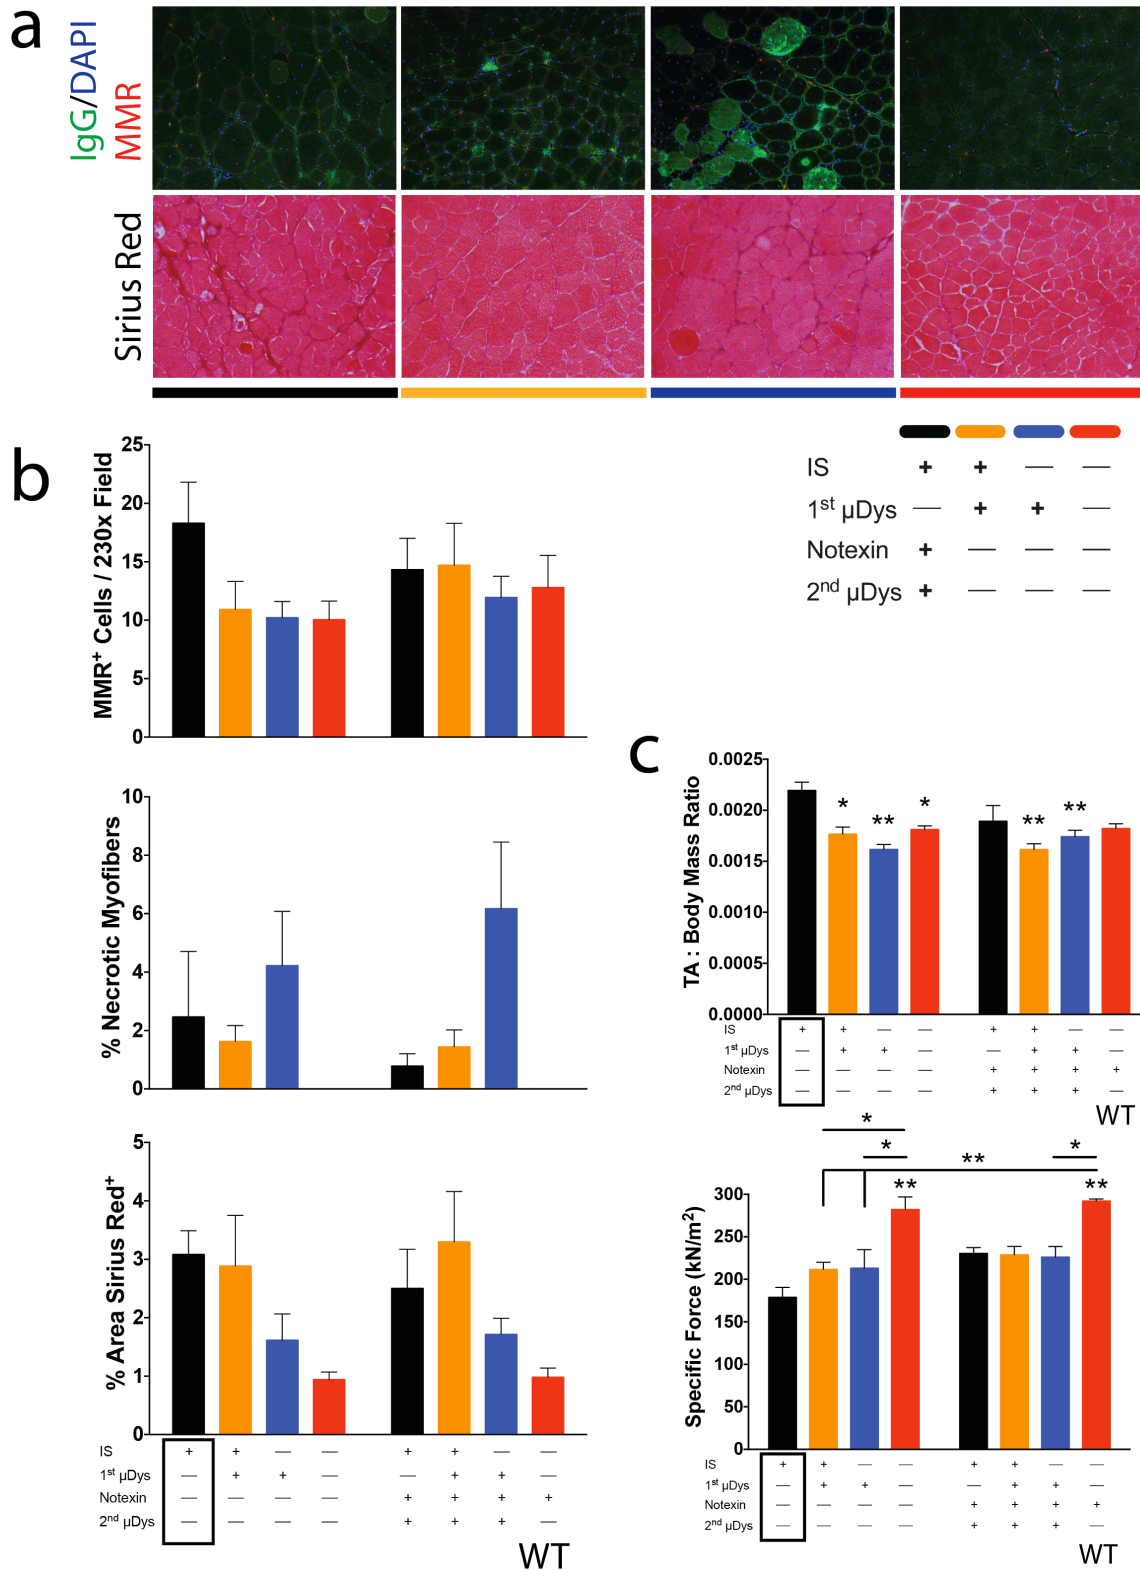 a
IgG/DAPI
MMR
Sirius Red
IS + + — —
1st µDys — + + —
Notexin + — — —
2nd µDys + — — —
b
MMR+ Cells / 230x Field
25
20
15
10
5
0
% Necrotic Myofibers
10
8
6
4
2
0
% Area Sirius Red+
5
4
3
2
1
0
IS + + — — + + — —
1st µDys — + + — — + + —
Notexin — — — — + + + +
2nd µDys — — — — + + + —
WT
c
TA : Body Mass Ratio
0.0025
0.0020
0.0015
0.0010
0.0005
0.0000
* ** * ** **
IS + + — — + + — —
1st µDys — + + — — + + —
Notexin — — — — + + + +
2nd µDys — — — — + + + —
WT
*
* ** *
** **
Specific Force (kN/m2)
300
250
200
150
100
50
0
IS + + — — + + — —
1st µDys — + + — — + + —
Notexin — — — — + + + +
2nd µDys — — — — + + + —
WT